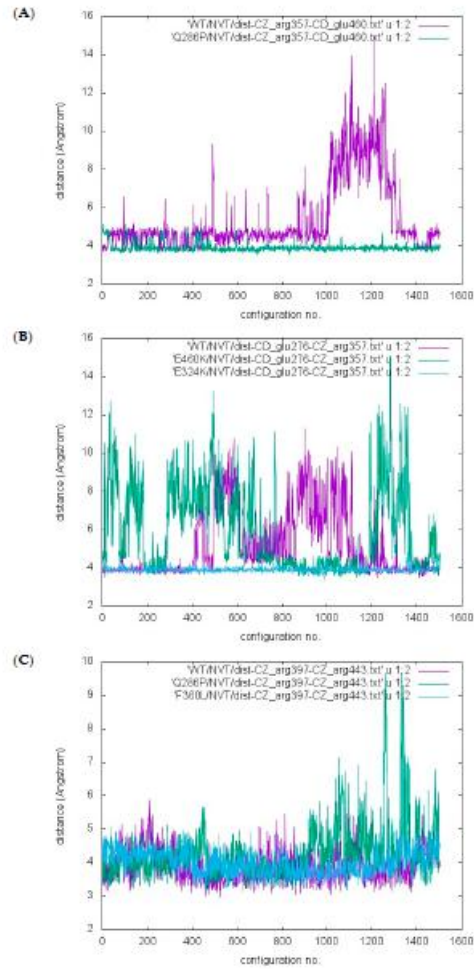 (A)
'WT/NVT/dist-CZ_arg357-CD_glu460.txt' u 1:2
'Q286P/NVT/dist-CZ_arg357-CD_glu460.txt' u 1:2
16
14
12
10
8
6
4
2
distance (Angstrom)
0 200 400 600 800 1000 1200 1400 1600
configuration no.
(B)
'WT/NVT/dist-CD_glu276-CZ_arg357.txt' u 1:2
'E460K/NVT/dist-CD_glu276-CZ_arg357.txt' u 1:2
'E324K/NVT/dist-CD_glu276-CZ_arg357.txt' u 1:2
16
14
12
10
8
6
4
2
distance (Angstrom)
0 200 400 600 800 1000 1200 1400 1600
configuration no.
(C)
'WT/NVT/dist-CZ_arg397-CZ_arg443.txt' u 1:2
'Q286P/NVT/dist-CZ_arg397-CZ_arg443.txt' u 1:2
'F360L/NVT/dist-CZ_arg397-CZ_arg443.txt' u 1:2
10
9
8
7
6
5
4
3
2
distance (Angstrom)
0 200 400 600 800 1000 1200 1400 1600
configuration no.